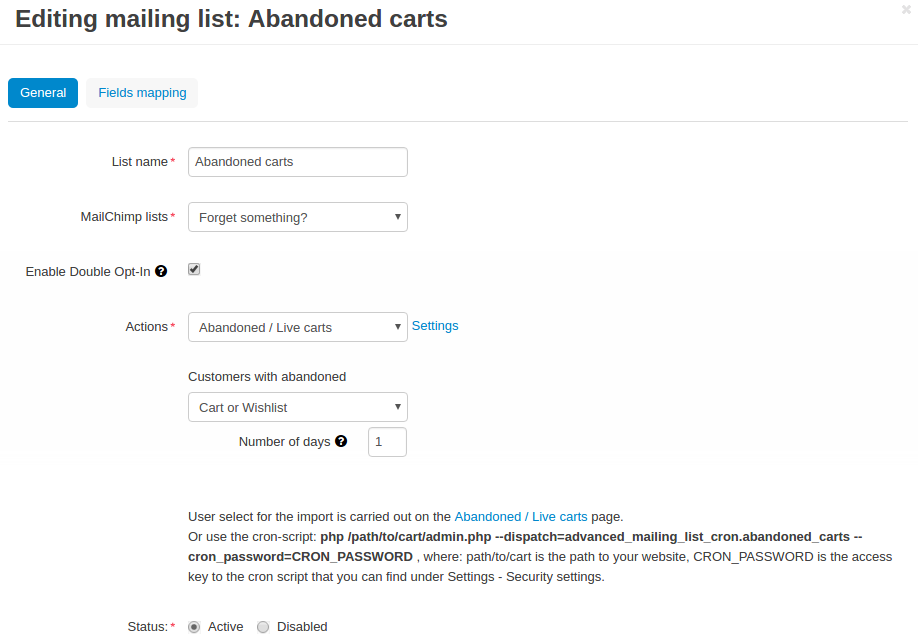 Editing mailing list: Abandoned carts
General Fields mapping
List name* Abandoned carts
MailChimp lists* Forget something?
Enable Double Opt-In
Actions* Abandoned / Live carts Settings
Customers with abandoned
Cart or Wishlist
Number of days 1
User select for the import is carried out on the Abandoned / Live carts page.
Or use the cron-script: php /path/to/cart/admin.php --dispatch=advanced_mailing_list_cron.abandoned_carts --
cron_password=CRON_PASSWORD , where: path/to/cart is the path to your website, CRON_PASSWORD is the access
key to the cron script that you can find under Settings - Security settings.
Status:* Active Disabled